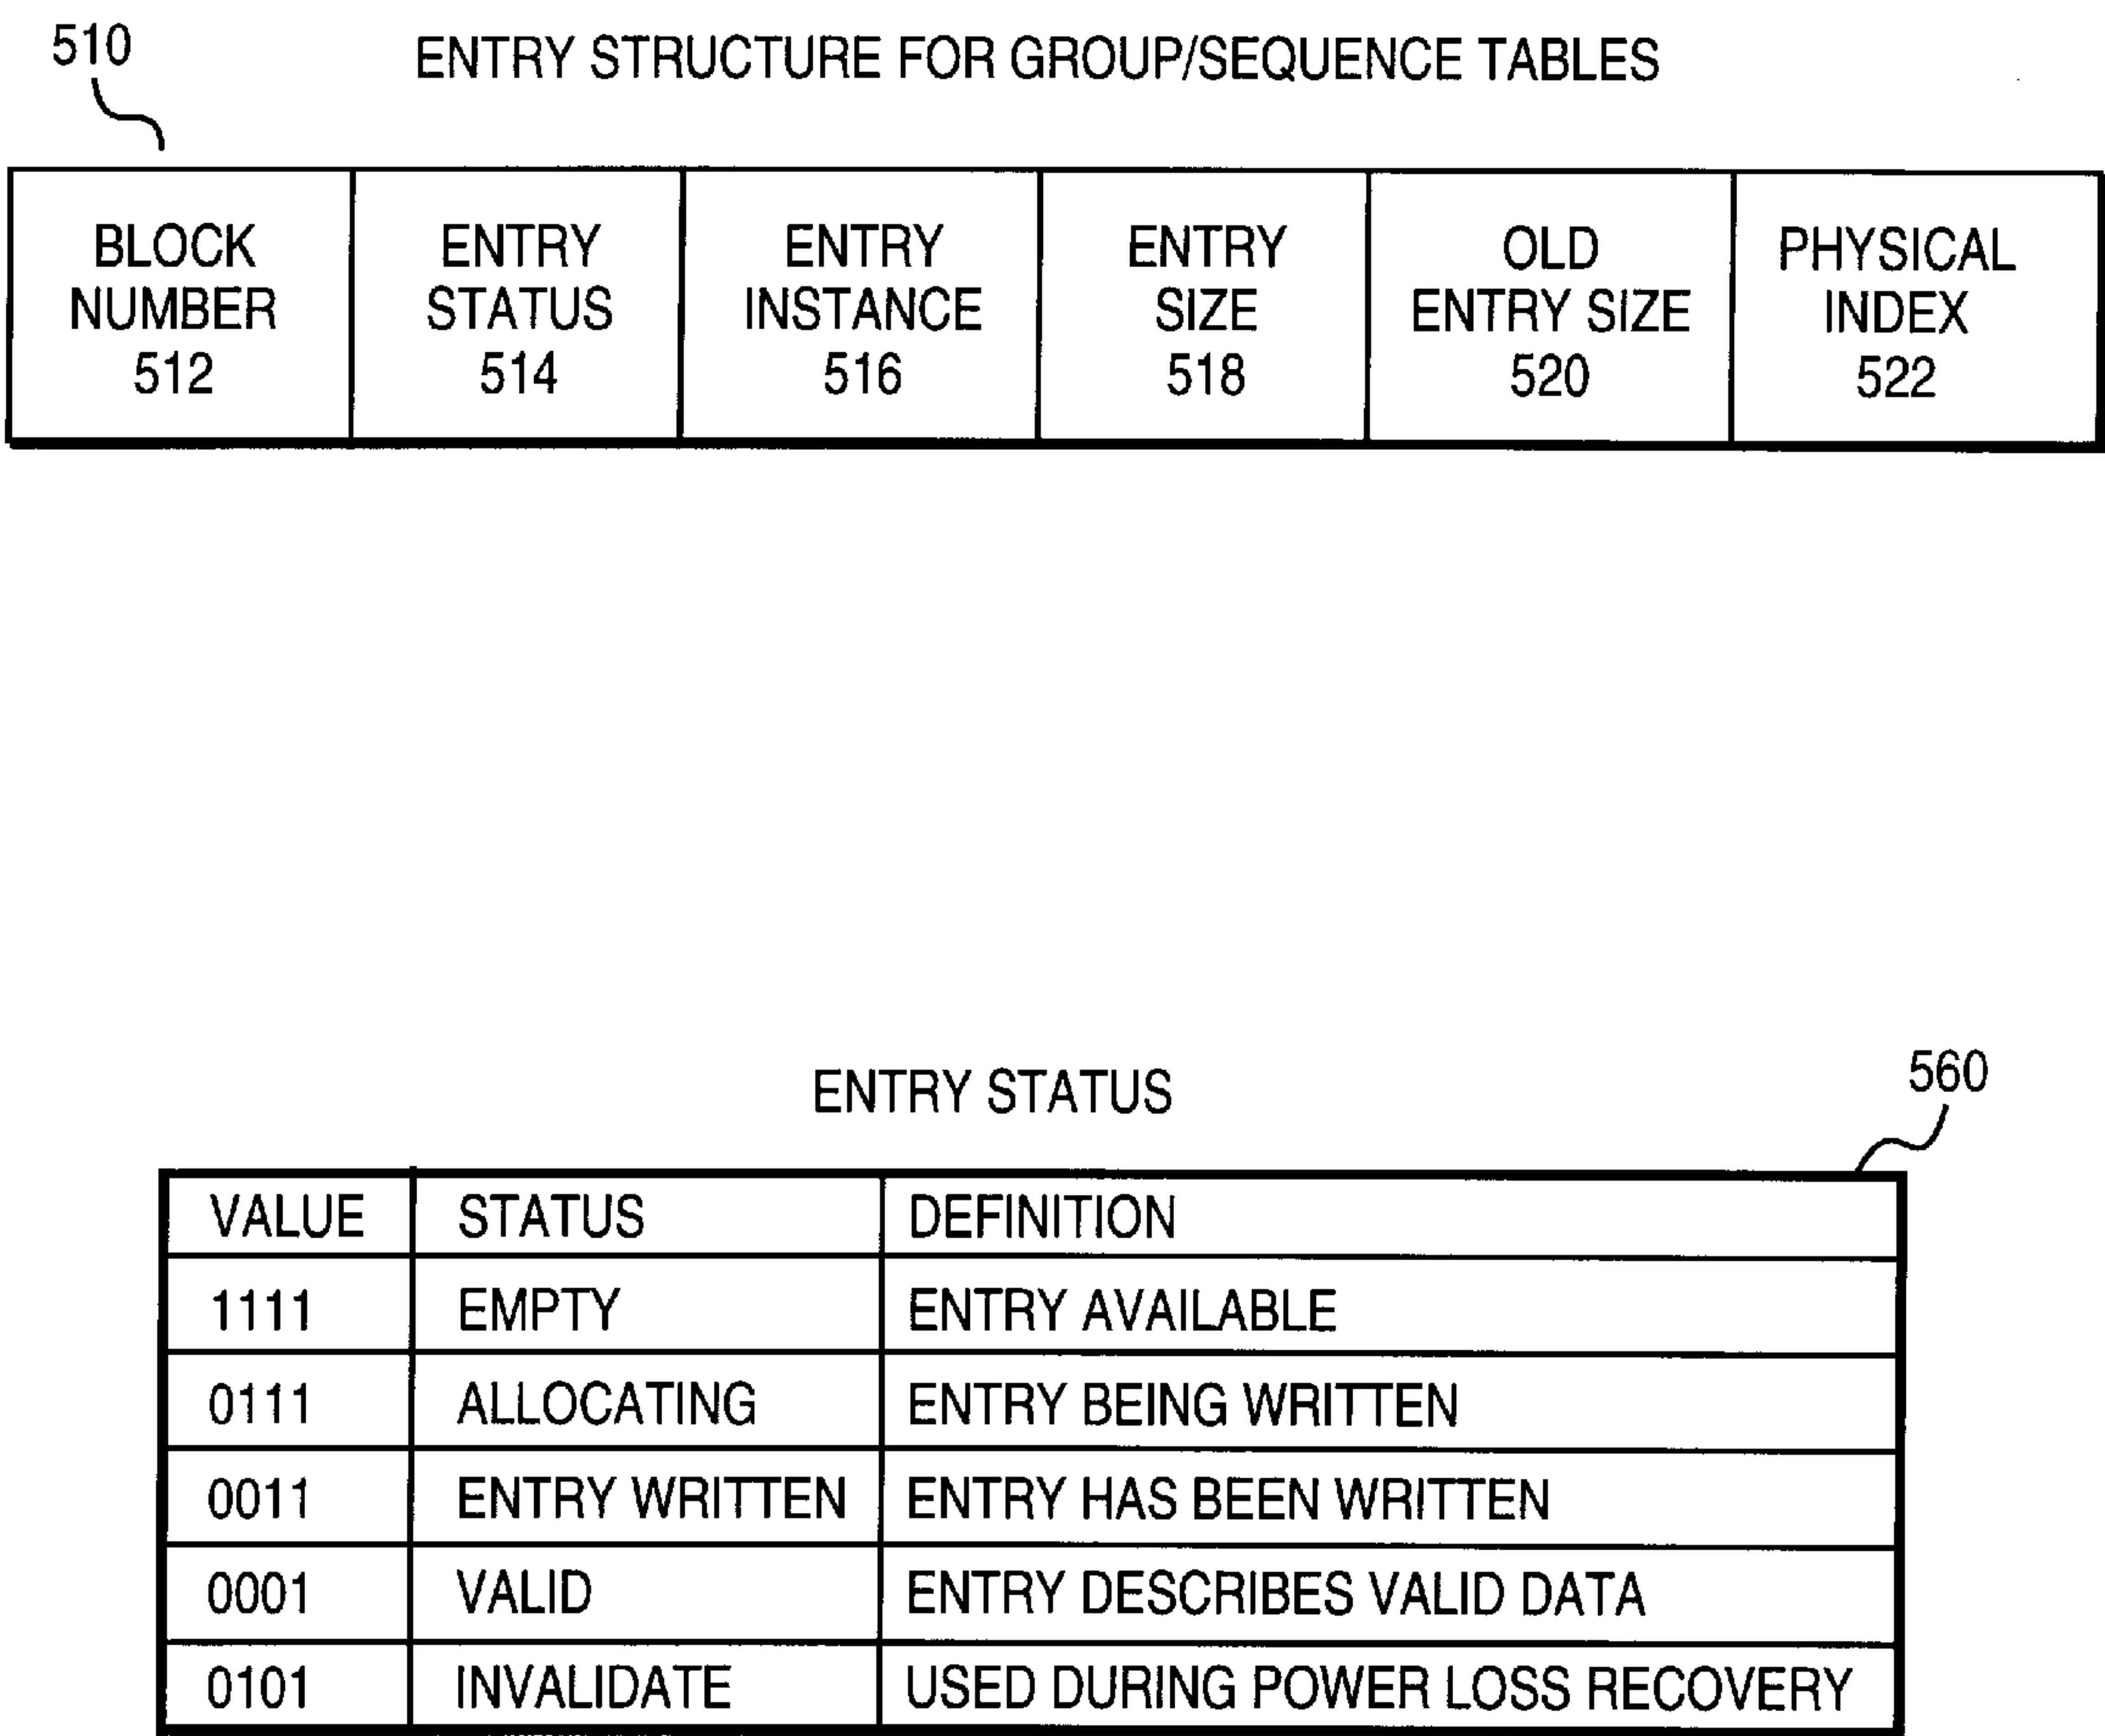 510
ENTRY STRUCTURE FOR GROUP/SEQUENCE TABLES
BLOCK NUMBER 512
ENTRY STATUS 514
ENTRY INSTANCE 516
ENTRY SIZE 518
OLD ENTRY SIZE 520
PHYSICAL INDEX 522
ENTRY STATUS
560
VALUE STATUS DEFINITION
1111 EMPTY ENTRY AVAILABLE
0111 ALLOCATING ENTRY BEING WRITTEN
0011 ENTRY WRITTEN ENTRY HAS BEEN WRITTEN
0001 VALID ENTRY DESCRIBES VALID DATA
0101 INVALIDATE USED DURING POWER LOSS RECOVERY